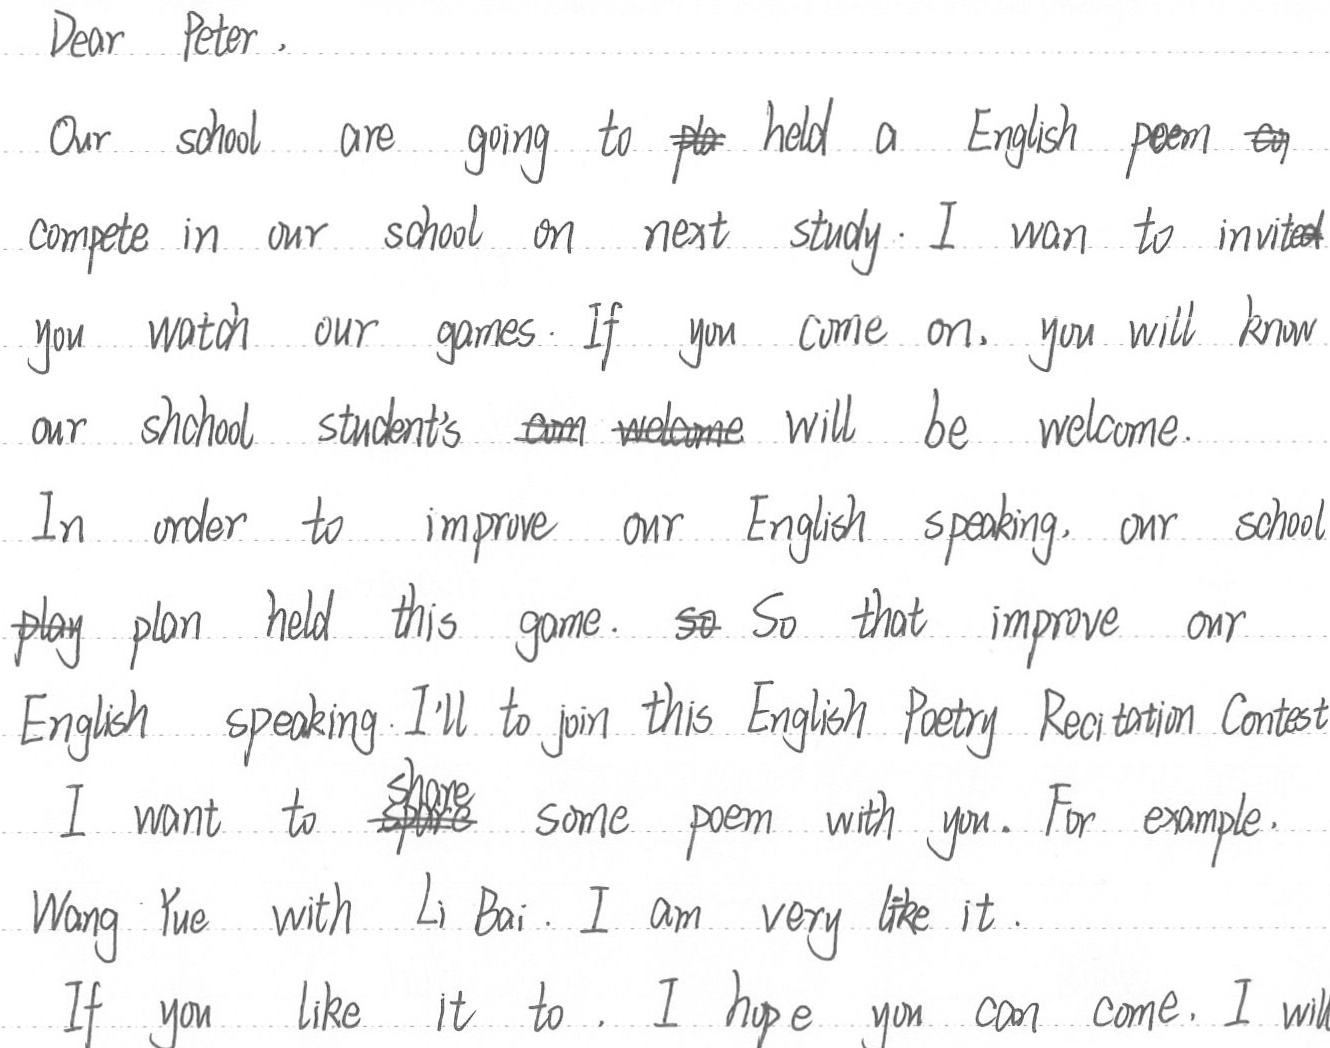 Dear Peter,
Our school are going to held a English poem
compete in our school on next study. I wan to invite
you watch our games. If you come on, you will know
our shchool student's will be welcome.
In order to improve our English speaking, our school
plan held this game. So that improve our
English speaking. I'll to join this English Poetry Recitation Contest
I want to share some poem with you. For example.
Wang Yue with Li Bai. I am very like it.
If you like it to, I hope you can come. I will